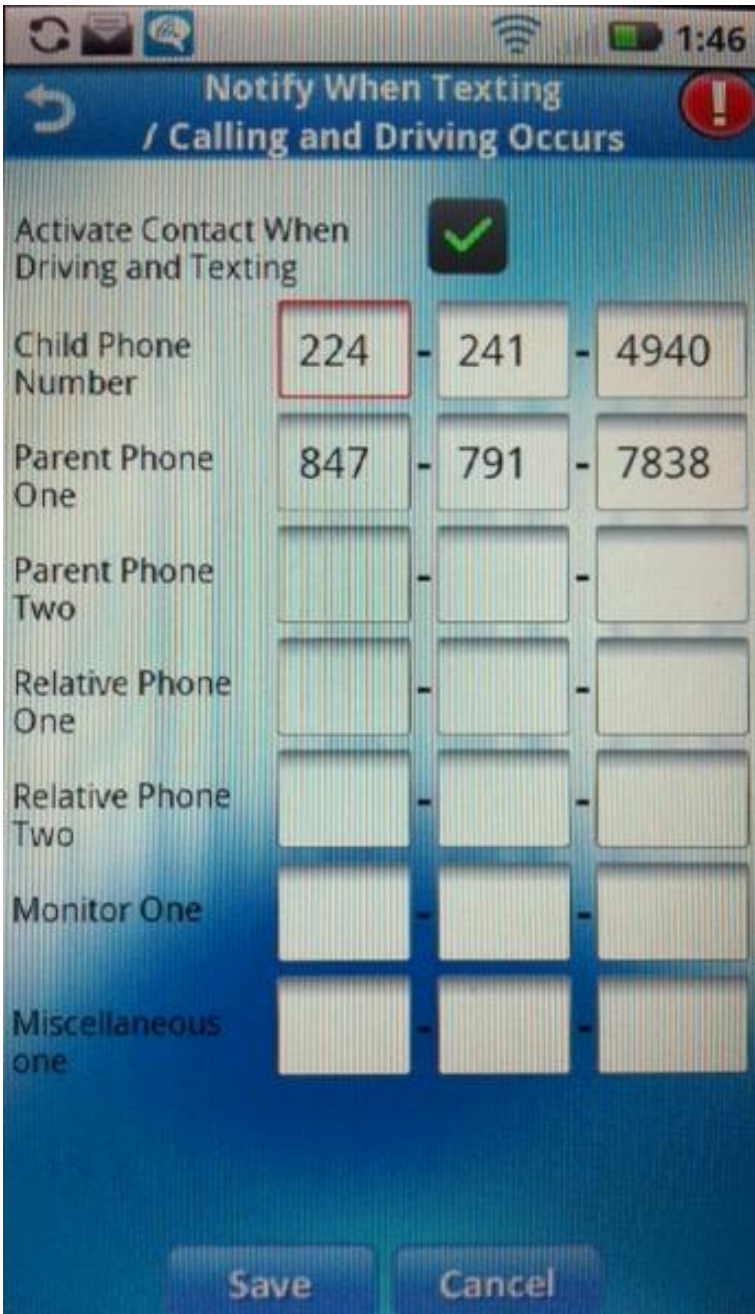 1:46
Notify When Texting
/ Calling and Driving Occurs
Activate Contact When
Driving and Texting
Child Phone
Number
224 - 241 - 4940
Parent Phone
One
847 - 791 - 7838
Parent Phone
Two
- -
Relative Phone
One
- -
Relative Phone
Two
- -
Monitor One
- -
Miscellaneous
one
- -
Save Cancel